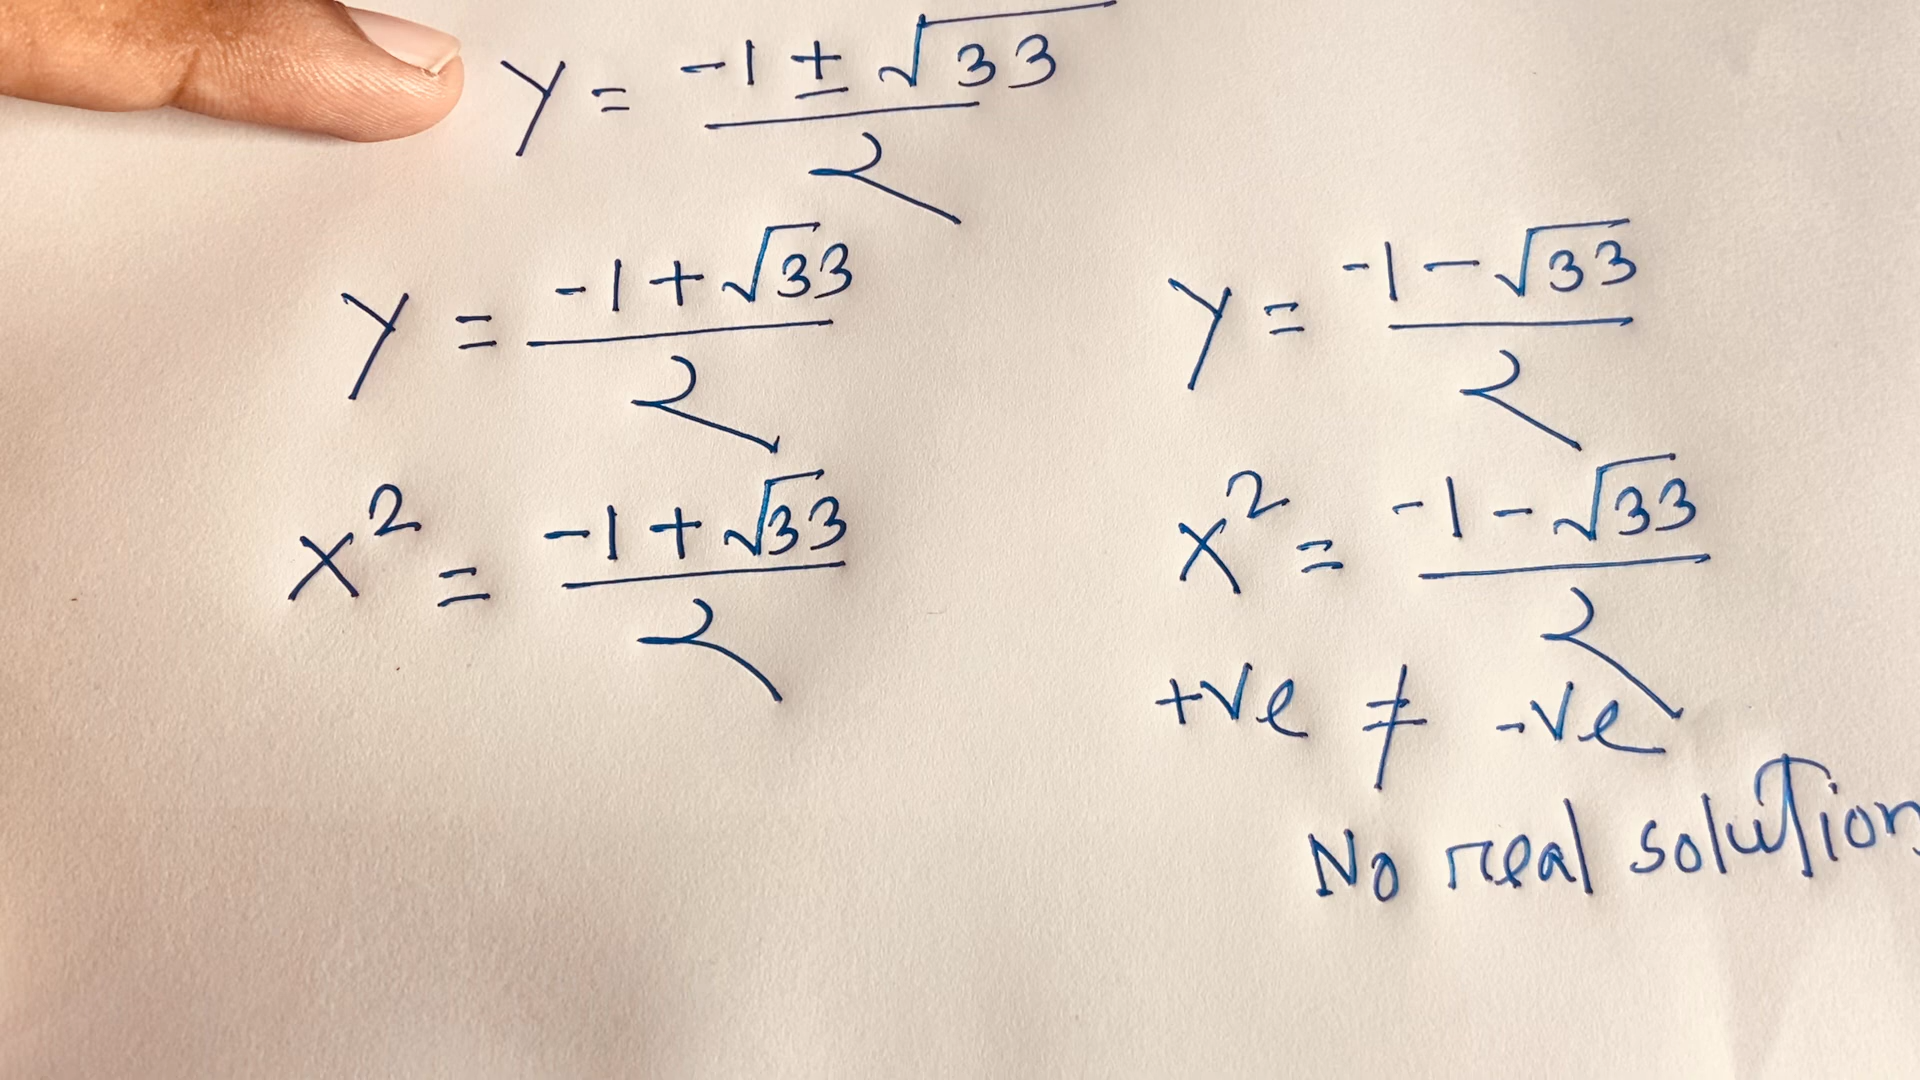 y = (-1 ± √33)/2
y = (-1 + √33)/2
x² = (-1 + √33)/2
y = (-1 - √33)/2
x² = (-1 - √33)/2
+ve ≠ -ve
No real solution